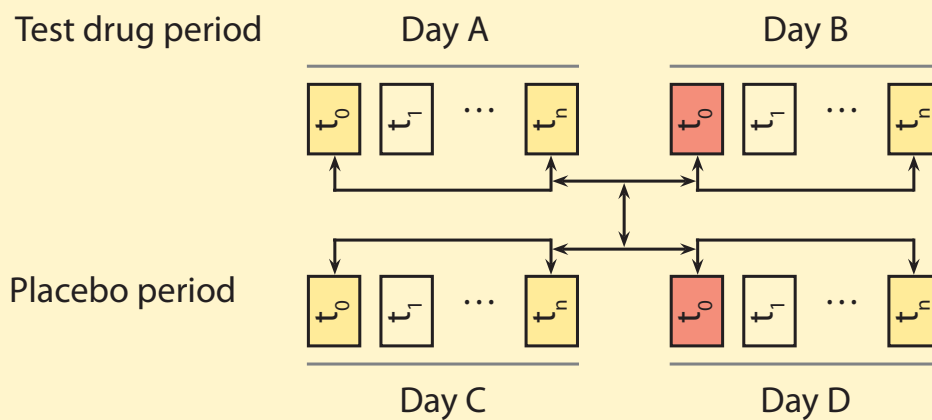 Test drug period Day A Day B
t0 t1 ... tn t0 t1 ... tn
Placebo period
t0 t1 ... tn t0 t1 ... tn
Day C Day D